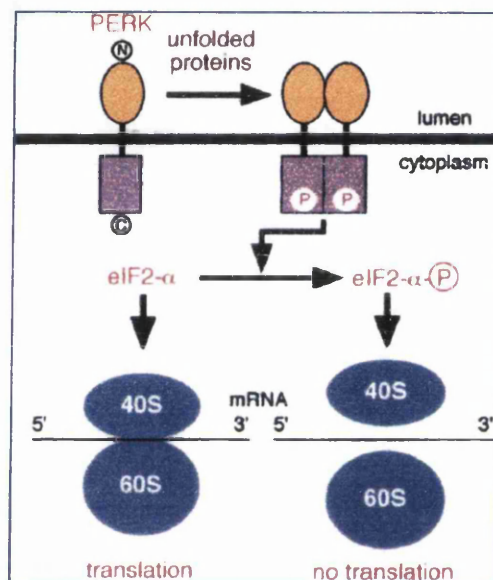 PERK
N
unfolded
proteins
lumen
cytoplasm
P P
C
eIF2-α eIF2-α-P
40S 40S
mRNA
5' 3' 5' 3'
60S 60S
translation no translation